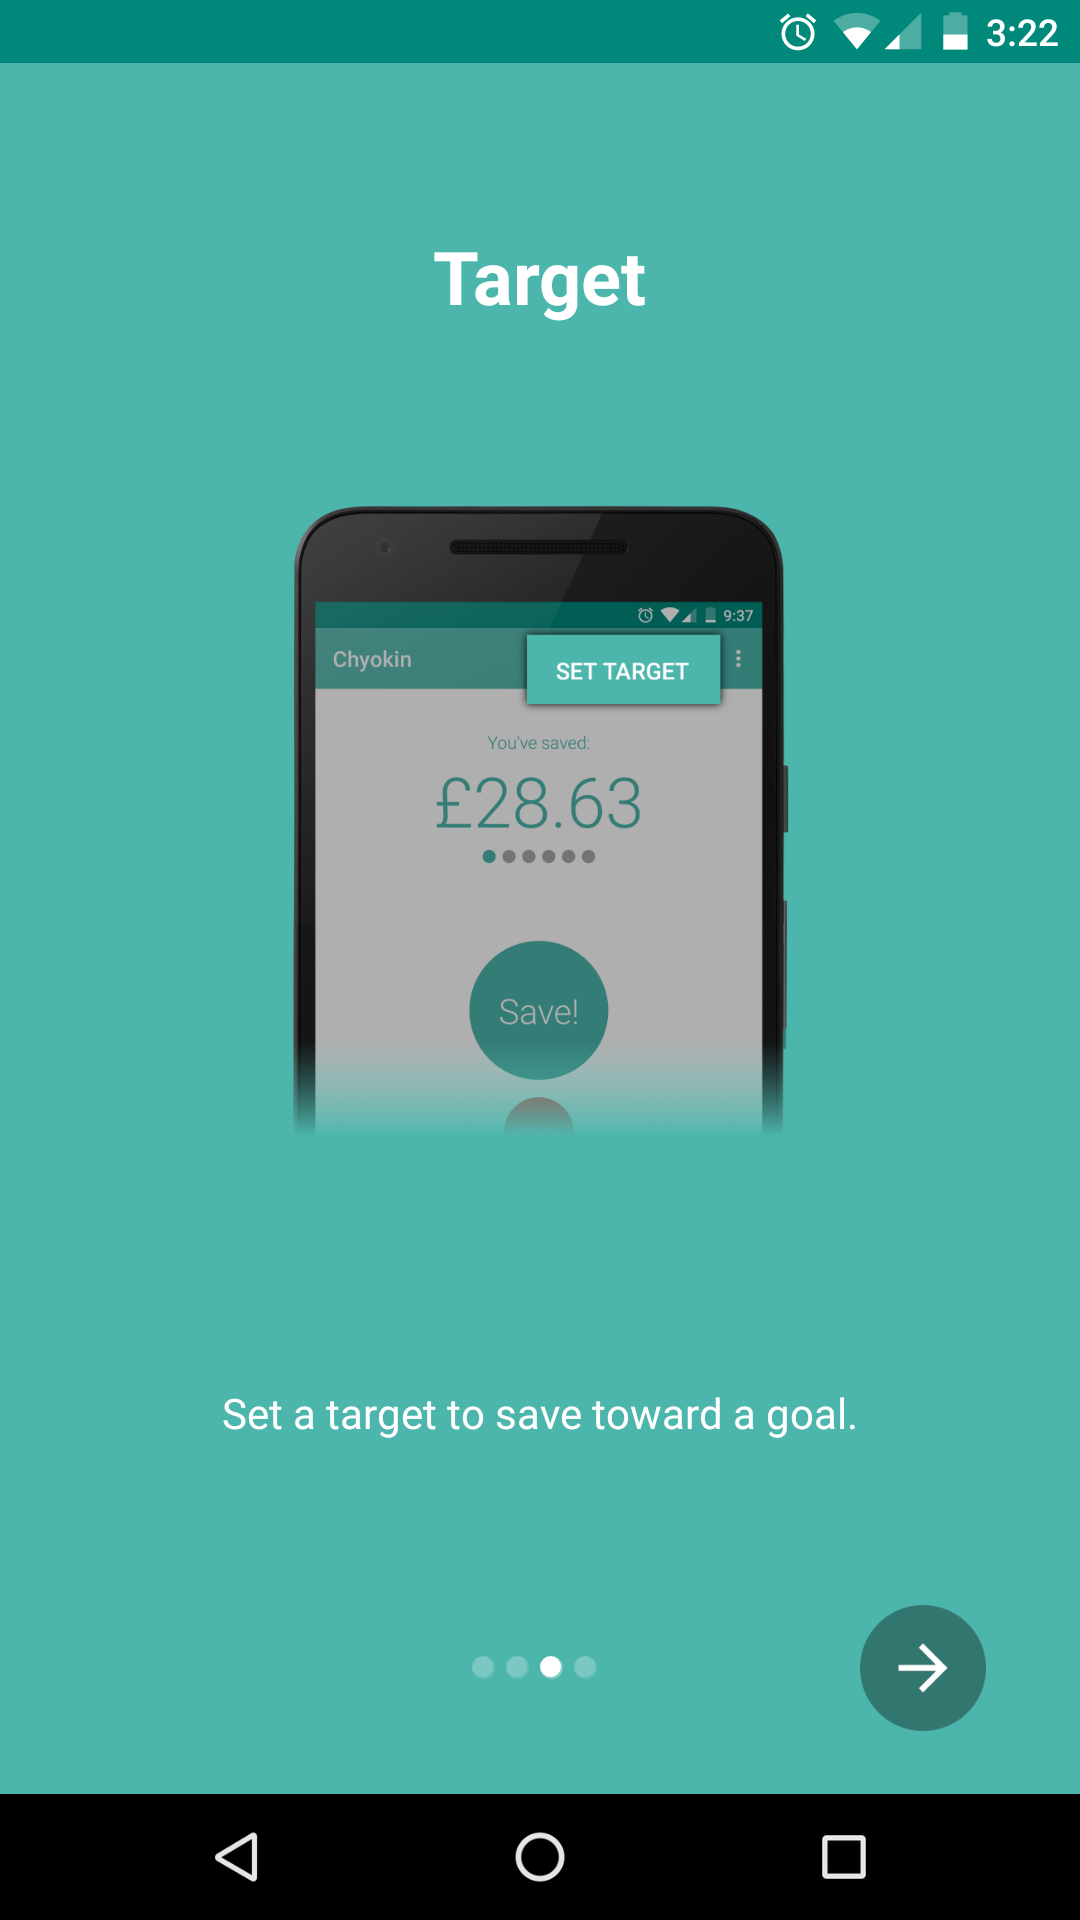 3:22
Target
9:37
Chyokin
SET TARGET
You've saved:
£28.63
Save!
Set a target to save toward a goal.